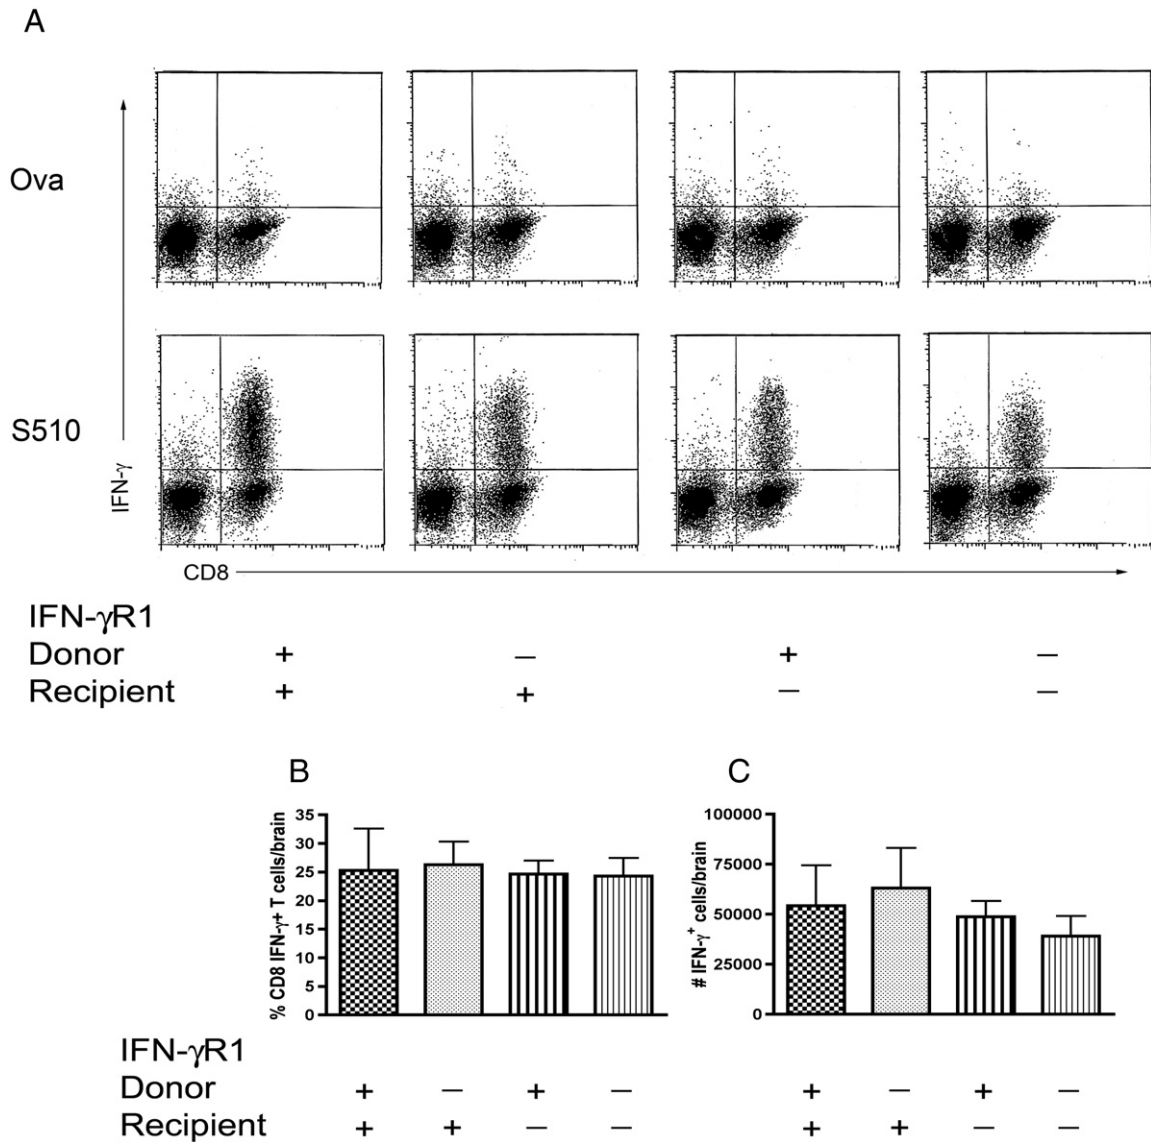 A
Ova
S510
IFN-γ
CD8
IFN-γR1
Donor + — + —
Recipient + + — —
B
C
% CD8 IFN-γ+ T cells/brain
35
30
25
20
15
10
5
0
# IFN-γ⁺ cells/brain
100000
75000
50000
25000
0
IFN-γR1
Donor + — + — + — + —
Recipient + + — — + + — —